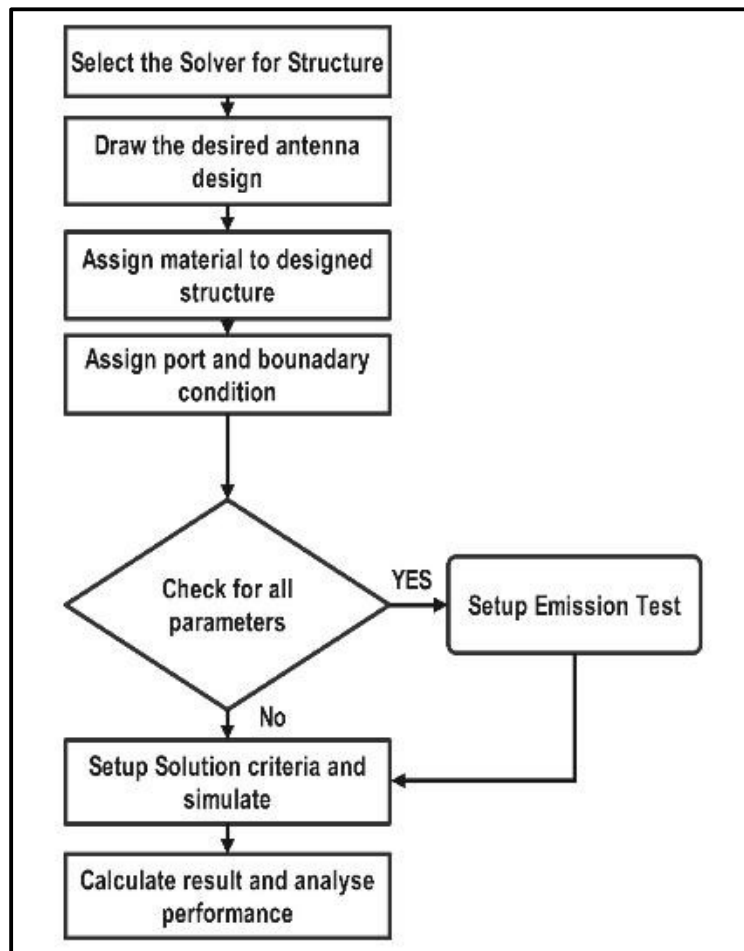 Select the Solver for Structure
Draw the desired antenna
design
Assign material to designed
structure
Assign port and bounadary
condition
Check for all
parameters
YES
Setup Emission Test
No
Setup Solution criteria and
simulate
Calculate result and analyse
performance